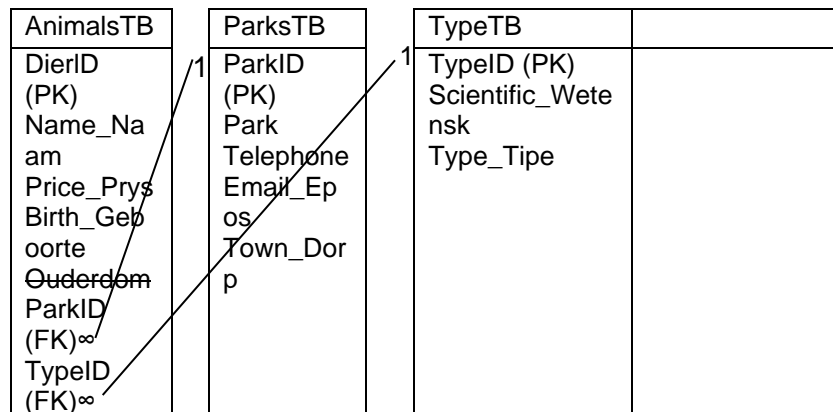 AnimalsTB
DierID
(PK)
Name_Na
am
Price_Prys
Birth_Geb
oorte
Ouderdom
ParkID
(FK)∞
TypeID
(FK)∞
1
ParksTB
ParkID
(PK)
Park
Telephone
Email_Ep
os
Town_Dor
p
1
TypeTB
TypeID (PK)
Scientific_Wete
nsk
Type_Tipe